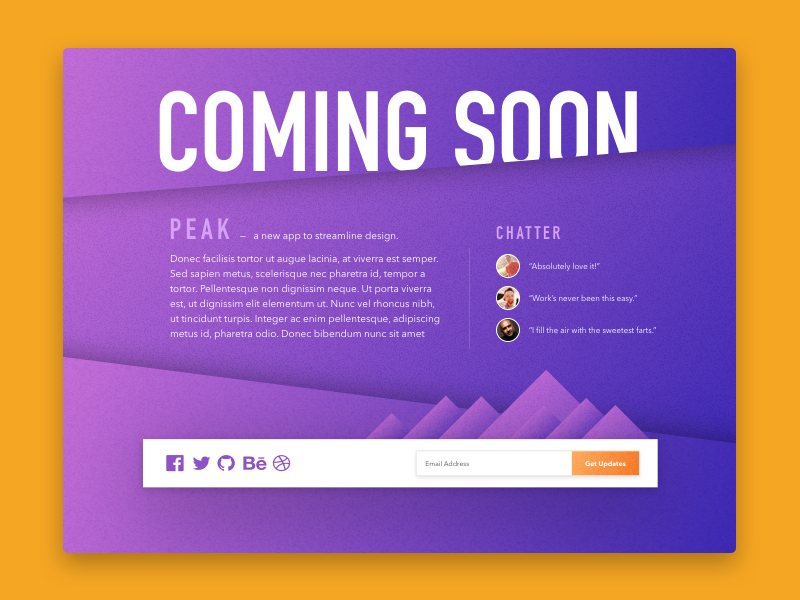 COMING SOON
PEAK – a new app to streamline design.
Donec facilisis tortor ut augue lacinia, at viverra est semper.
Sed sapien metus, scelerisque nec pharetra id, tempor a
tortor. Pellentesque non dignissim neque. Ut porta viverra
est, ut dignissim elit elementum ut. Nunc vel rhoncus nibh,
ut tincidunt turpis. Integer ac enim pellentesque, adipiscing
metus id, pharetra odio. Donec bibendum nunc sit amet
CHATTER
“Absolutely love it!”
“Work’s never been this easy.”
“I fill the air with the sweetest farts.”
Bē
Email Address
Get Updates